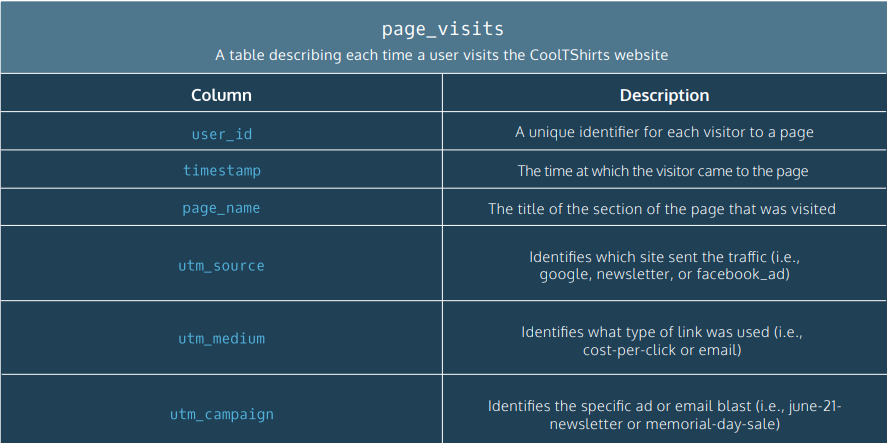 page_visits
A table describing each time a user visits the CoolTShirts website
Column
Description
user_id
A unique identifier for each visitor to a page
timestamp
The time at which the visitor came to the page
page_name
The title of the section of the page that was visited
utm_source
Identifies which site sent the traffic (i.e.,
google, newsletter, or facebook_ad)
utm_medium
Identifies what type of link was used (i.e.,
cost-per-click or email)
utm_campaign
Identifies the specific ad or email blast (i.e., june-21-
newsletter or memorial-day-sale)